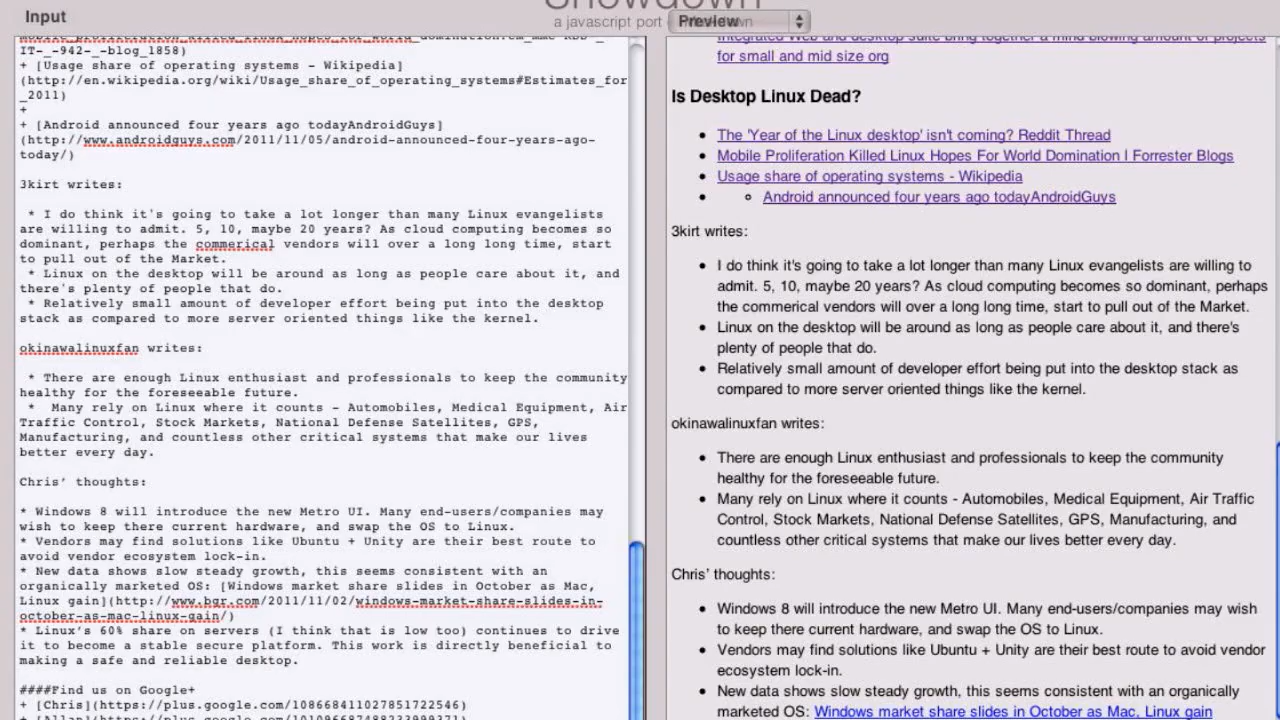 Showdown
Input
a javascript port
Preview
IT-_-942-_-blog_1858)
+ [Usage share of operating systems - Wikipedia]
(http://en.wikipedia.org/wiki/Usage_share_of_operating_systems#Estimates_for
_2011)
+
+ [Android announced four years ago todayAndroidGuys]
(http://www.androidguys.com/2011/11/05/android-announced-four-years-ago-
today/)
3kirt writes:
* I do think it's going to take a lot longer than many Linux evangelists
are willing to admit. 5, 10, maybe 20 years? As cloud computing becomes so
dominant, perhaps the commerical vendors will over a long long time, start
to pull out of the Market.
* Linux on the desktop will be around as long as people care about it, and
there's plenty of people that do.
* Relatively small amount of developer effort being put into the desktop
stack as compared to more server oriented things like the kernel.
okinawalinuxfan writes:
* There are enough Linux enthusiast and professionals to keep the community
healthy for the foreseeable future.
* Many rely on Linux where it counts - Automobiles, Medical Equipment, Air
Traffic Control, Stock Markets, National Defense Satellites, GPS,
Manufacturing, and countless other critical systems that make our lives
better every day.
Chris' thoughts:
* Windows 8 will introduce the new Metro UI. Many end-users/companies may
wish to keep there current hardware, and swap the OS to Linux.
* Vendors may find solutions like Ubuntu + Unity are their best route to
avoid vendor ecosystem lock-in.
* New data shows slow steady growth, this seems consistent with an
organically marketed OS: [Windows market share slides in October as Mac,
Linux gain](http://www.bgr.com/2011/11/02/windows-market-share-slides-in-
october-as-mac-linux-gain/)
* Linux's 60% share on servers (I think that is low too) continues to drive
it to become a stable secure platform. This work is directly beneficial to
making a safe and reliable desktop.
####Find us on Google+
+ [Chris](https://plus.google.com/108668411027851722546)
Integrated Web and desktop suite bring together a mind blowing amount of projects
for small and mid size org
Is Desktop Linux Dead?
The 'Year of the Linux desktop' isn't coming? Reddit Thread
Mobile Proliferation Killed Linux Hopes For World Domination | Forrester Blogs
Usage share of operating systems - Wikipedia
Android announced four years ago todayAndroidGuys
3kirt writes:
I do think it's going to take a lot longer than many Linux evangelists are willing to
admit. 5, 10, maybe 20 years? As cloud computing becomes so dominant, perhaps
the commerical vendors will over a long long time, start to pull out of the Market.
Linux on the desktop will be around as long as people care about it, and there's
plenty of people that do.
Relatively small amount of developer effort being put into the desktop stack as
compared to more server oriented things like the kernel.
okinawalinuxfan writes:
There are enough Linux enthusiast and professionals to keep the community
healthy for the foreseeable future.
Many rely on Linux where it counts - Automobiles, Medical Equipment, Air Traffic
Control, Stock Markets, National Defense Satellites, GPS, Manufacturing, and
countless other critical systems that make our lives better every day.
Chris' thoughts:
Windows 8 will introduce the new Metro UI. Many end-users/companies may wish
to keep there current hardware, and swap the OS to Linux.
Vendors may find solutions like Ubuntu + Unity are their best route to avoid vendor
ecosystem lock-in.
New data shows slow steady growth, this seems consistent with an organically
marketed OS: Windows market share slides in October as Mac, Linux gain